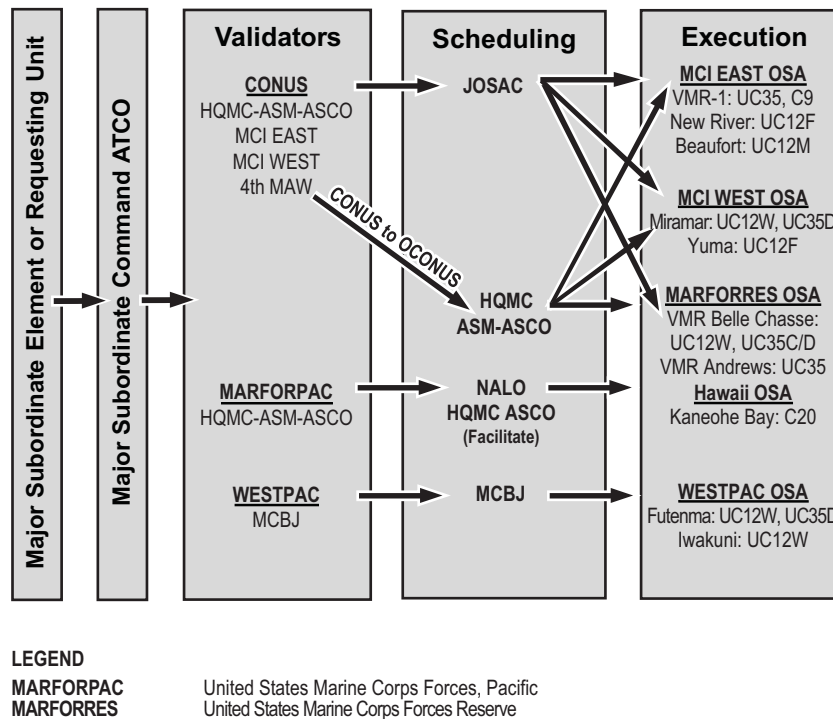 Major Subordinate Element or Requesting Unit
Major Subordinate Command ATCO
Validators
CONUS
HQMC-ASM-ASCO
MCI EAST
MCI WEST
4th MAW
CONUS to OCONUS
MARFORPAC
HQMC-ASM-ASCO
WESTPAC
MCBJ
Scheduling
JOSAC
HQMC
ASM-ASCO
NALO
HQMC ASCO
(Facilitate)
MCBJ
Execution
MCI EAST OSA
VMR-1: UC35, C9
New River: UC12F
Beaufort: UC12M
MCI WEST OSA
Miramar: UC12W, UC35D
Yuma: UC12F
MARFORRES OSA
VMR Belle Chasse:
UC12W, UC35C/D
VMR Andrews: UC35
Hawaii OSA
Kaneohe Bay: C20
WESTPAC OSA
Futenma: UC12W, UC35D
Iwakuni: UC12W
LEGEND
MARFORPAC United States Marine Corps Forces, Pacific
MARFORRES United States Marine Corps Forces Reserve